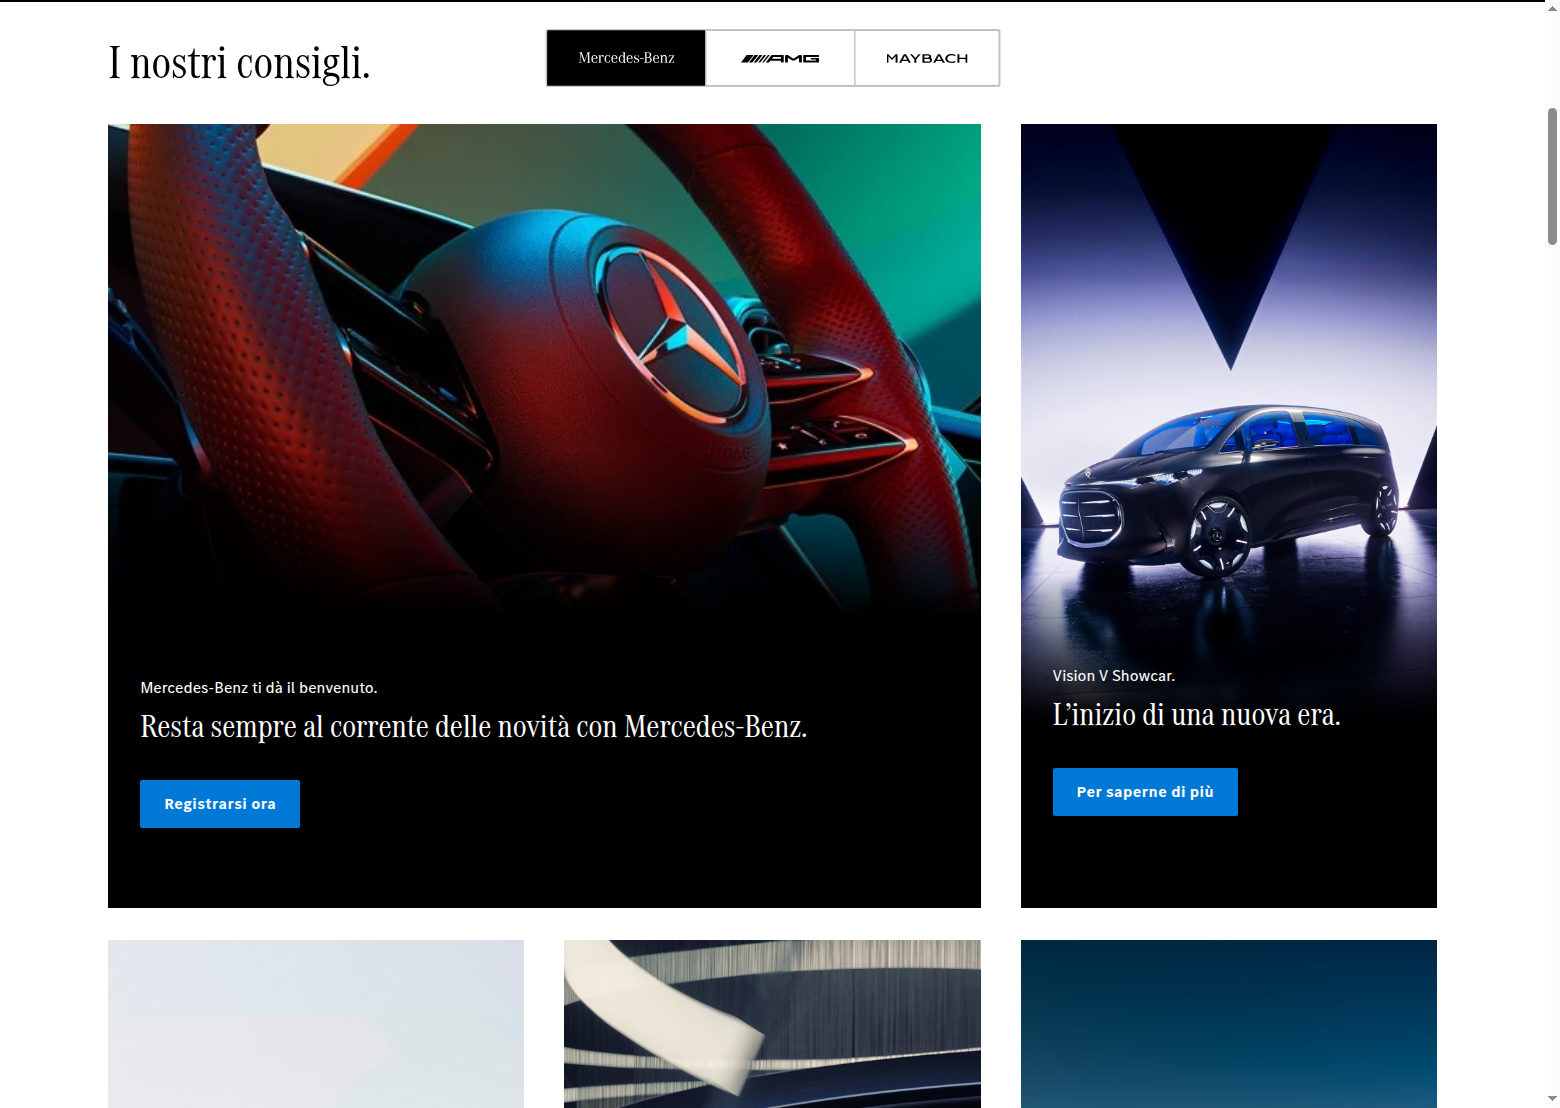 I nostri consigli.
Mercedes-Benz
AMG
MAYBACH
Mercedes-Benz ti dà il benvenuto.
Resta sempre al corrente delle novità con Mercedes-Benz.
Registrarsi ora
Vision V Showcar.
L’inizio di una nuova era.
Per saperne di più